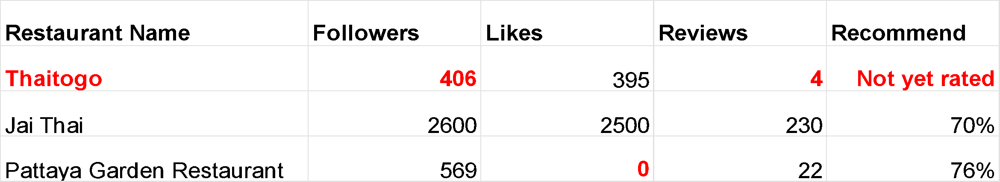 Restaurant Name Followers Likes Reviews Recommend
Thaitogo 406 395 4 Not yet rated
Jai Thai 2600 2500 230 70%
Pattaya Garden Restaurant 569 0 22 76%